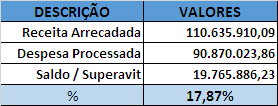 DESCRIÇÃO VALORES
Receita Arrecadada 110.635.910,09
Despesa Processada 90.870.023,86
Saldo / Superavit 19.765.886,23
% 17,87%